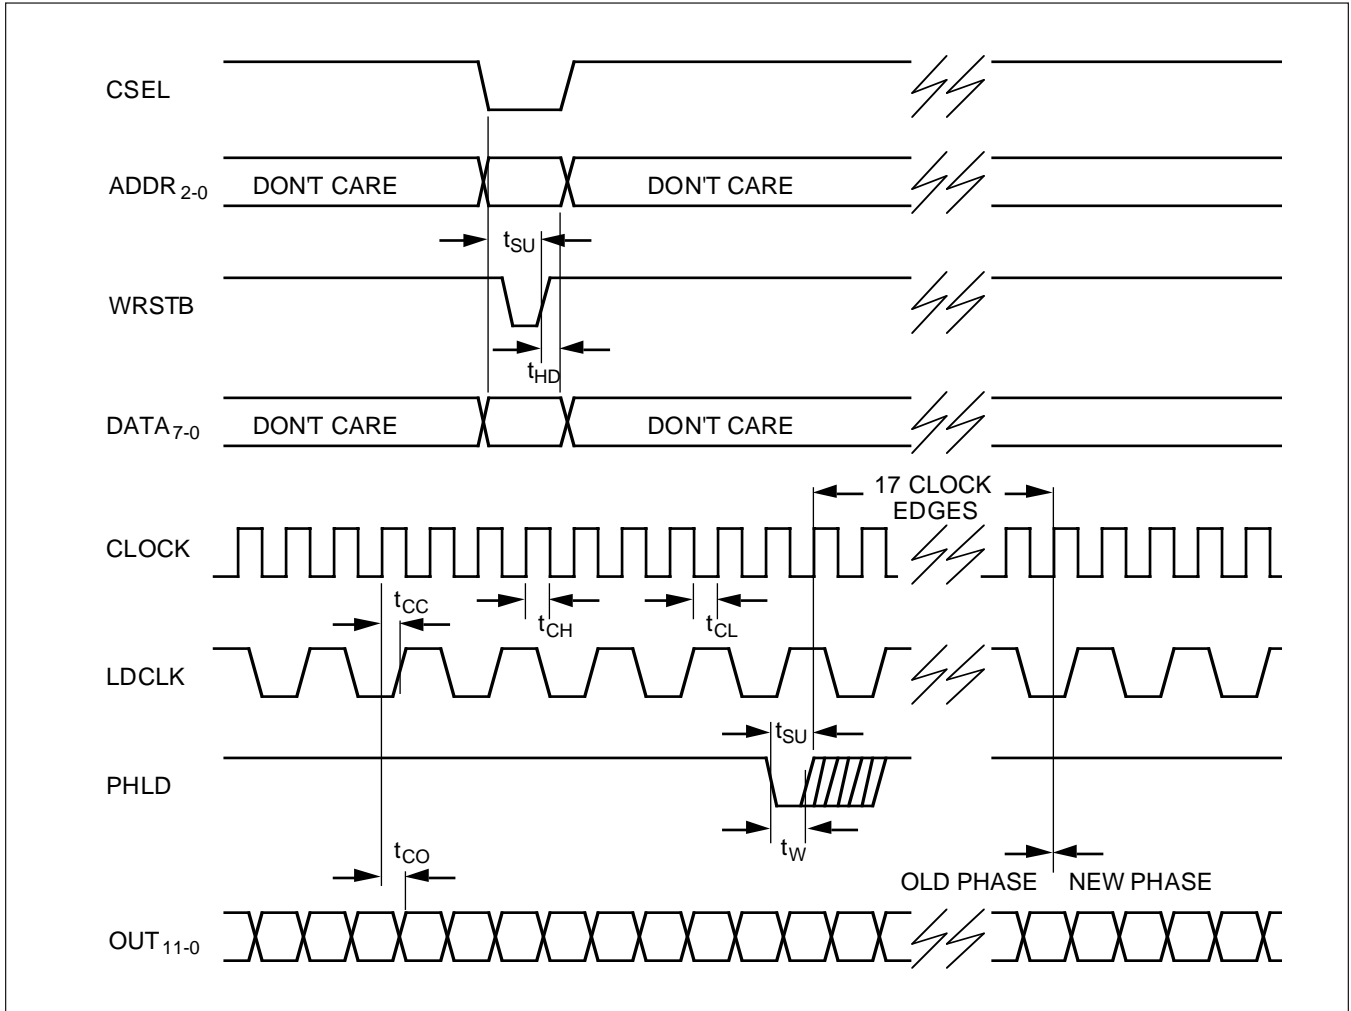 CSEL
ADDR 2-0 DON'T CARE DON'T CARE
tSU
WRSTB
tHD
DATA7-0 DON'T CARE DON'T CARE
17 CLOCK
EDGES
CLOCK
tCC tCH tCL
LDCLK
tSU
PHLD
tW
tCO
OLD PHASE NEW PHASE
OUT11-0